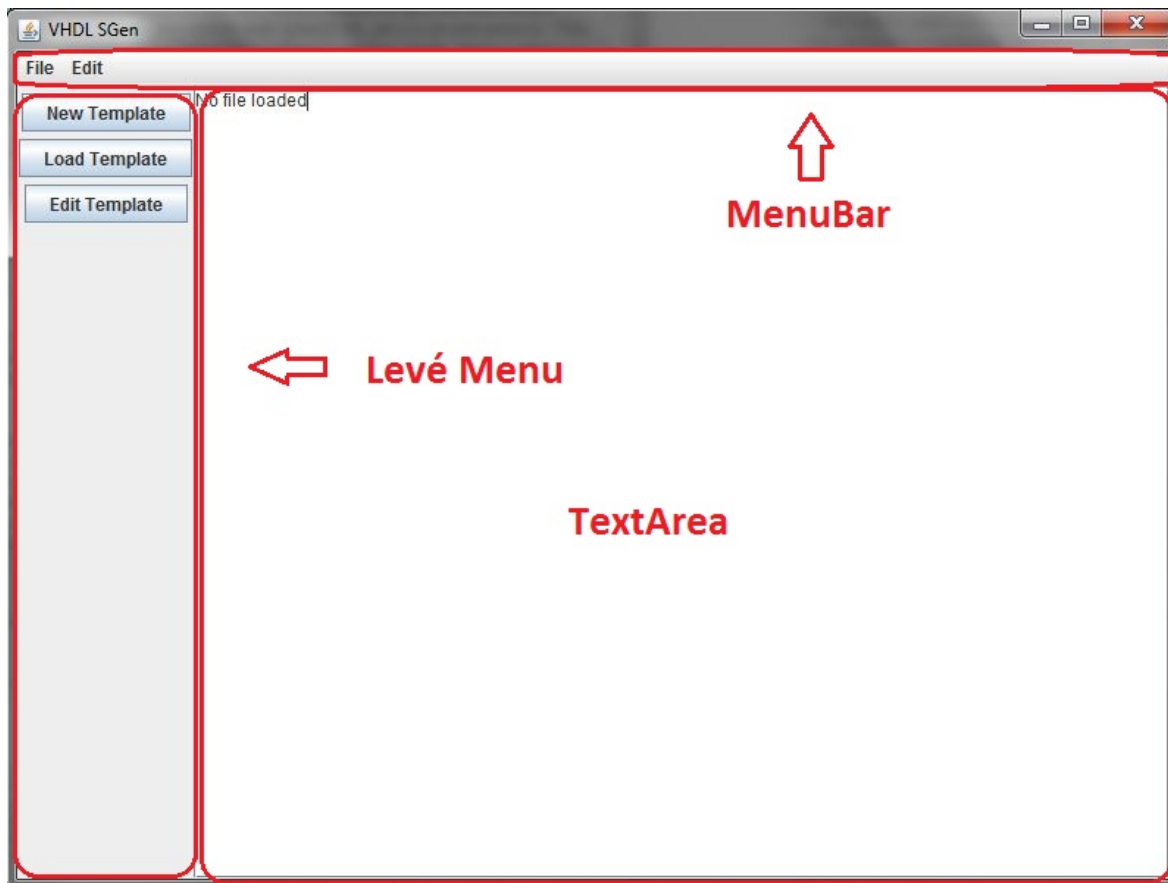 VHDL SGen
File Edit
No file loaded
New Template
Load Template
Edit Template
MenuBar
Levé Menu
TextArea